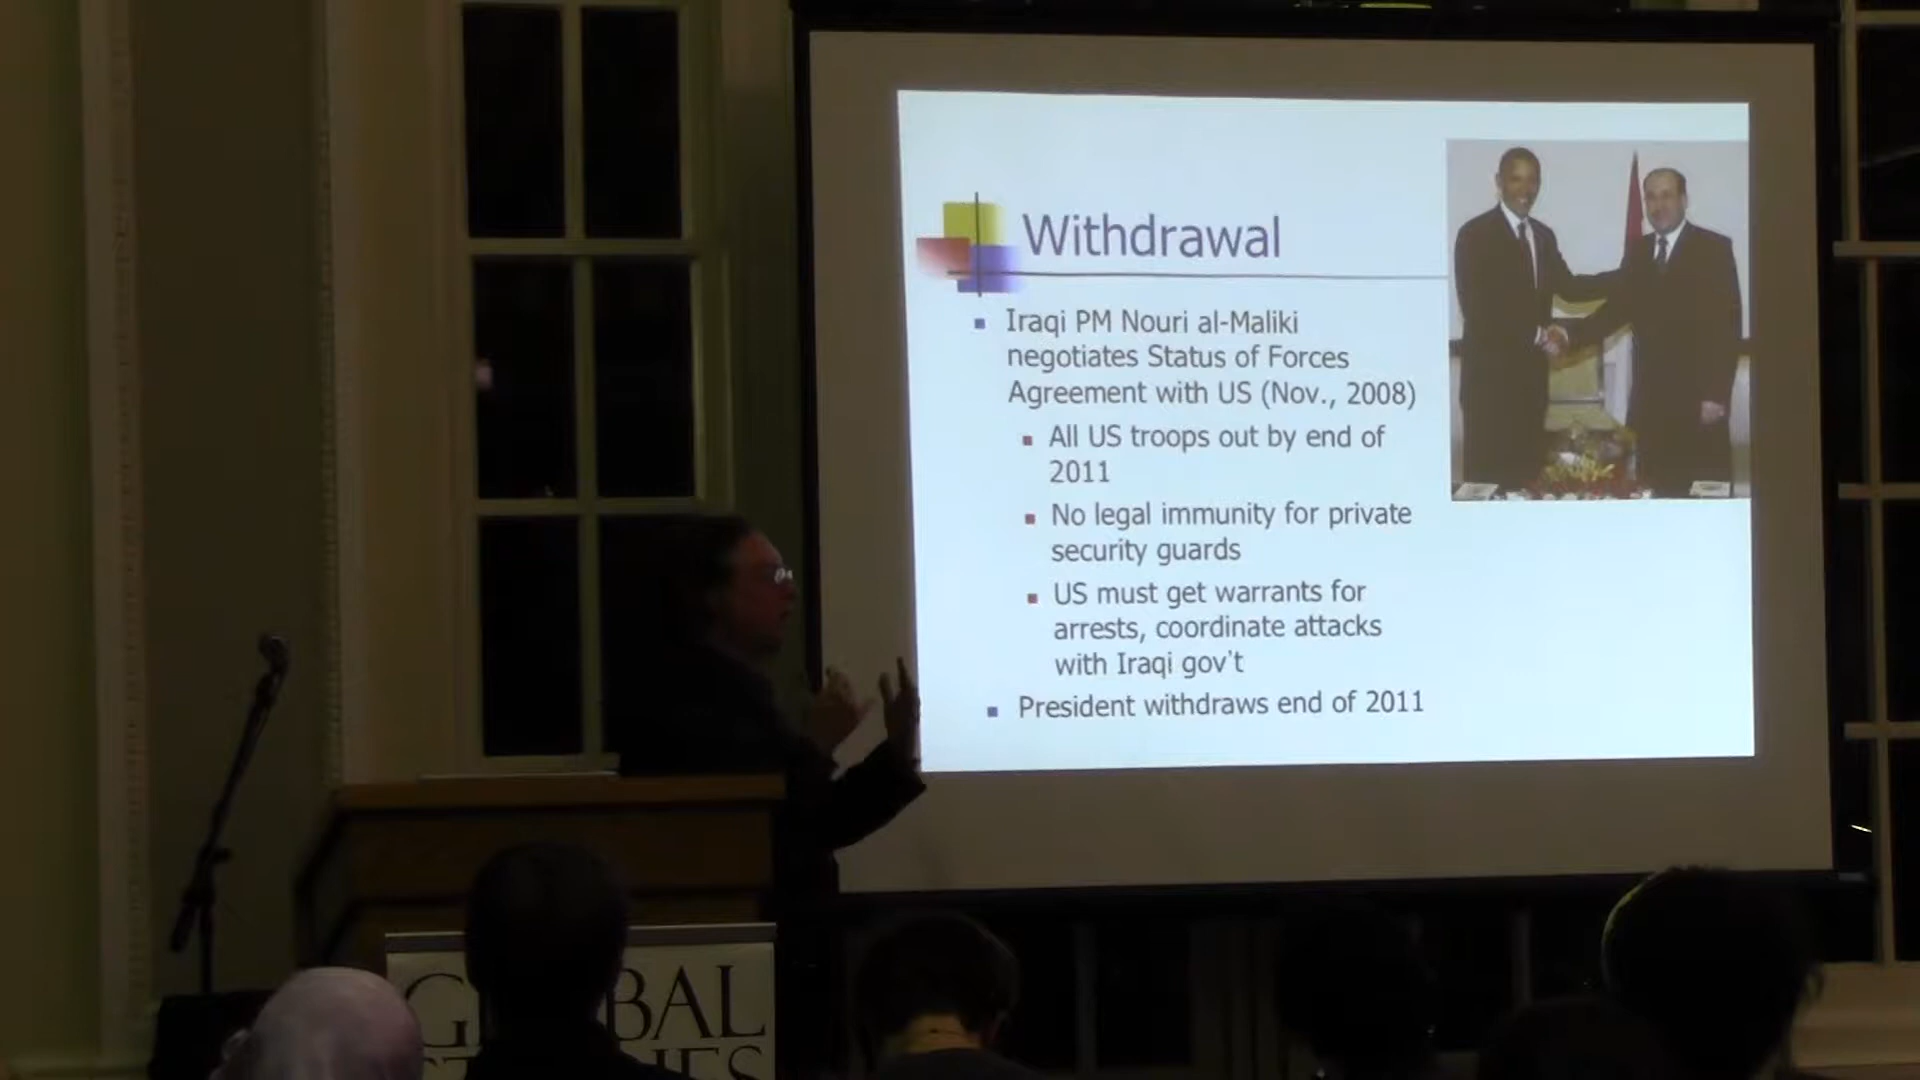 Withdrawal
Iraqi PM Nouri al-Maliki
negotiates Status of Forces
Agreement with US (Nov., 2008)
All US troops out by end of
2011
No legal immunity for private
security guards
US must get warrants for
arrests, coordinate attacks
with Iraqi gov't
President withdraws end of 2011
G BAL